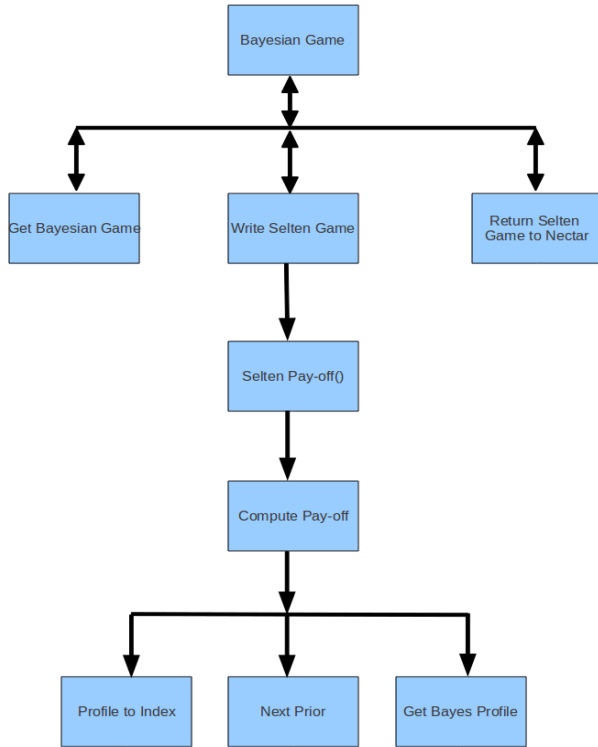 Bayesian Game
Get Bayesian Game
Write Selten Game
Return Selten
Game to Nectar
Selten Pay-off()
Compute Pay-off
Profile to Index
Next Prior
Get Bayes Profile